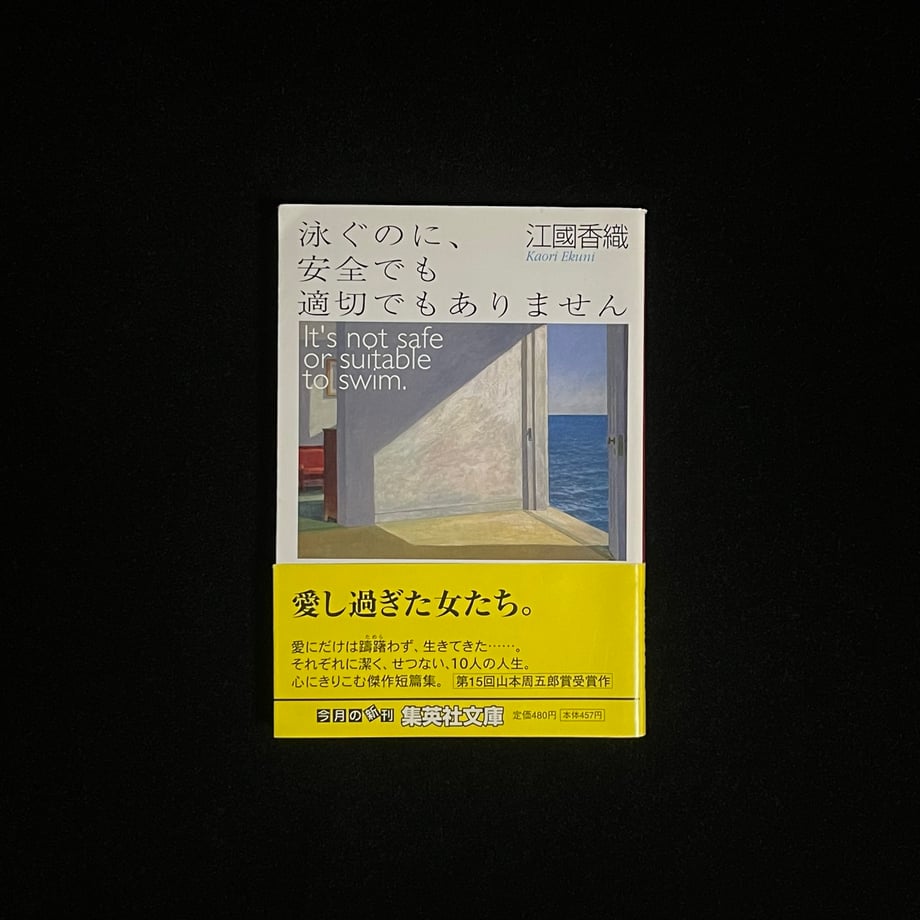 泳ぐのに、
安全でも
適切でもありません
江國香織
Kaori Ekuni
It's not safe
or suitable
to swim.
愛し過ぎた女たち。
愛にだけは躊躇わず、生きてきた……。
ためら
それぞれに潔く、せつない、10人の人生。
心にきりこむ傑作短篇集。 第15回山本周五郎賞受賞作
今月の新刊 集英社文庫 定価480円 本体457円